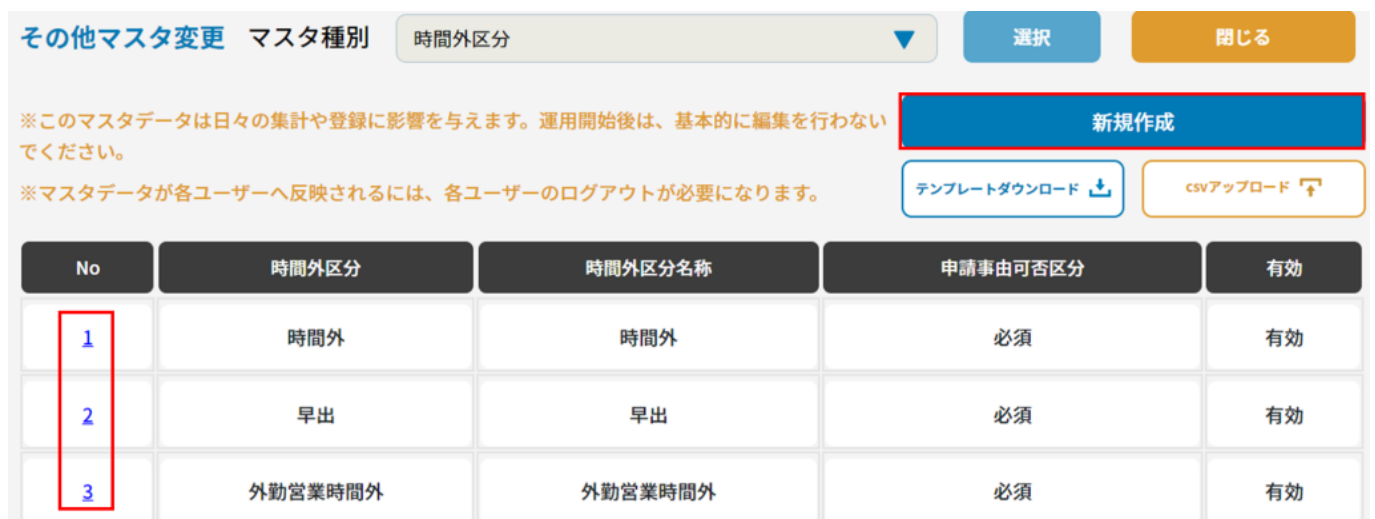 その他マスタ変更 マスタ種別 時間外区分 ▼ 選択 閉じる
※このマスタデータは日々の集計や登録に影響を与えます。運用開始後は、基本的に編集を行わない
でください。
新規作成
※マスタデータが各ユーザーへ反映されるには、各ユーザーのログアウトが必要になります。
テンプレートダウンロード csvアップロード
No 時間外区分 時間外区分名称 申請事由可否区分 有効
1 時間外 時間外 必須 有効
2 早出 早出 必須 有効
3 外勤営業時間外 外勤営業時間外 必須 有効